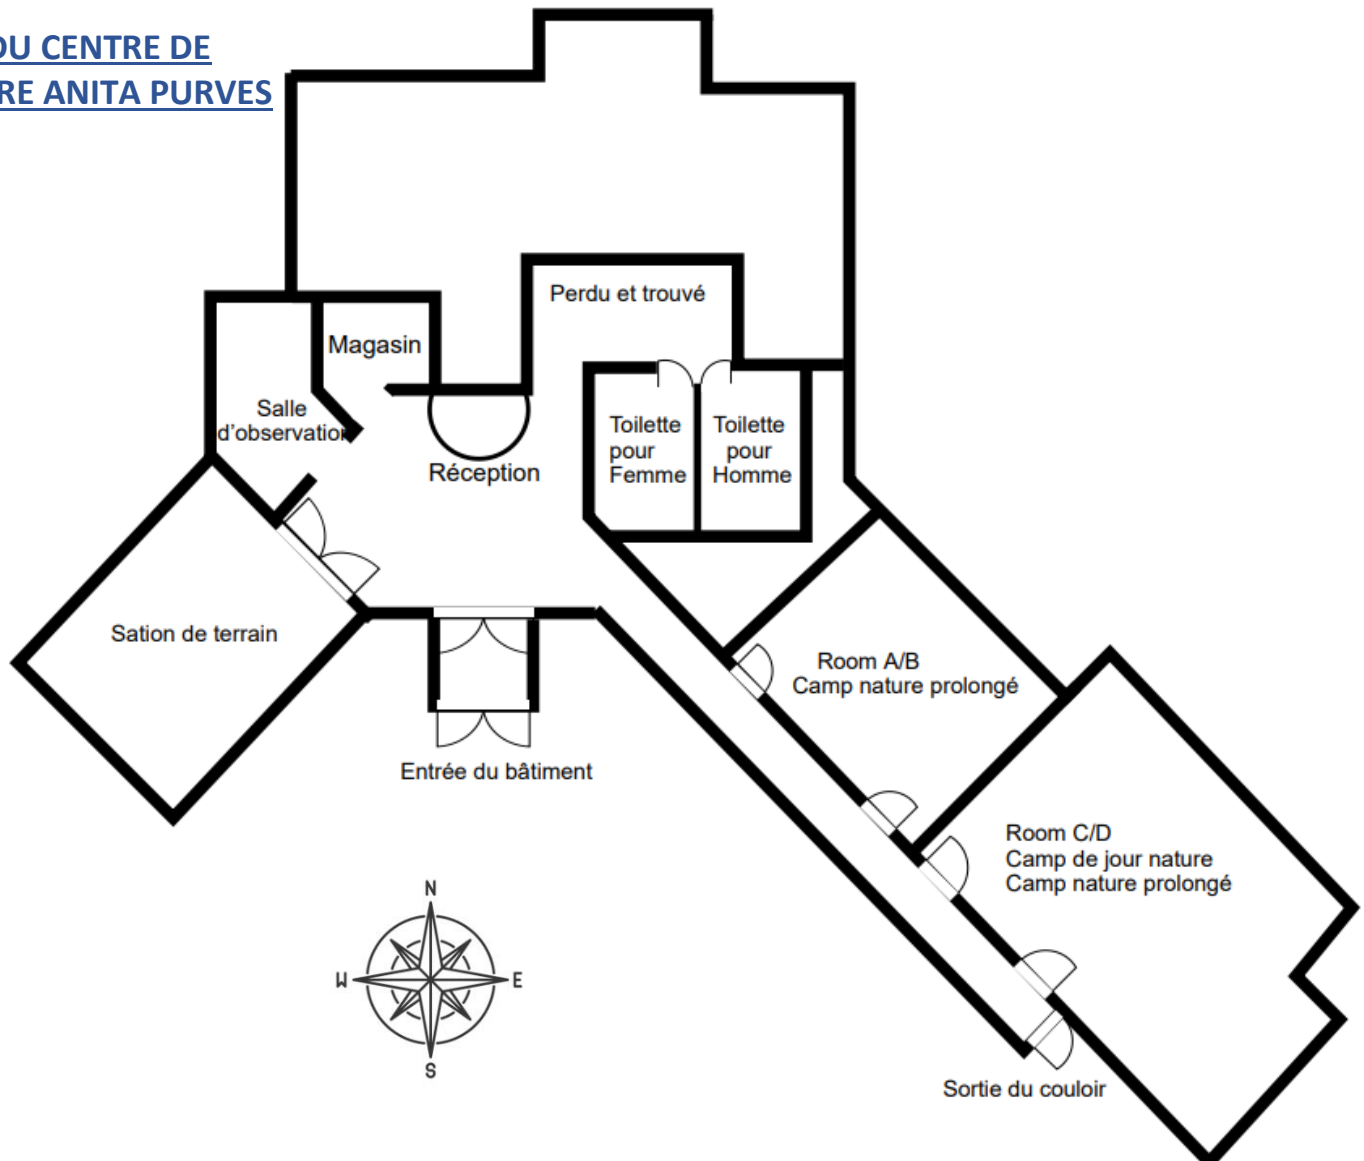 DU CENTRE DE
RE ANITA PURVES
Perdu et trouvé
Magasin
Salle
d'observation
Toilette
pour
Femme
Toilette
pour
Homme
Réception
Sation de terrain
Room A/B
Camp nature prolongé
Entrée du bâtiment
Room C/D
Camp de jour nature
Camp nature prolongé
N
W
E
S
Sortie du couloir